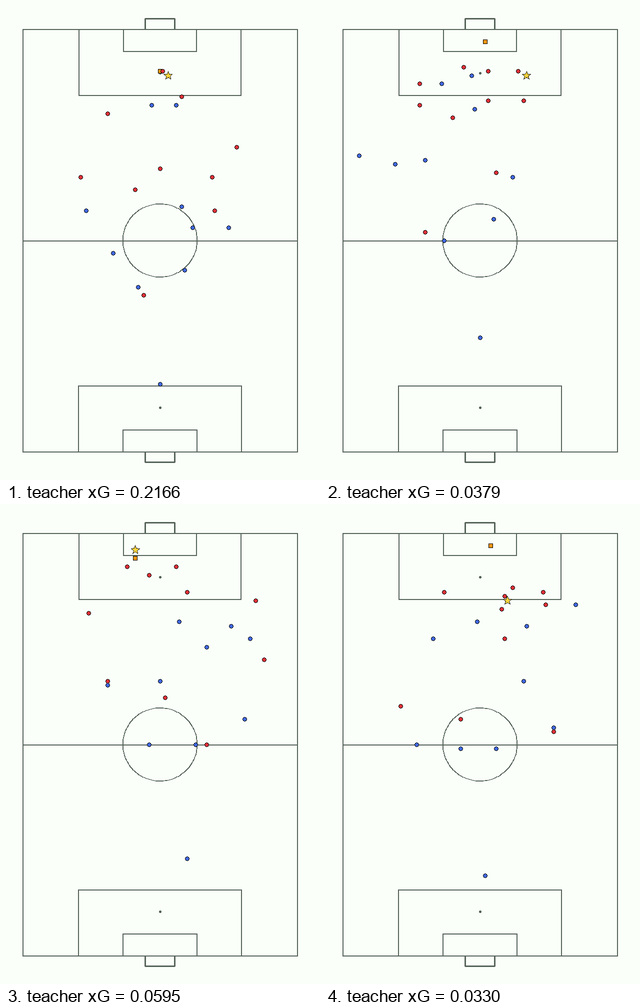 1. teacher xG = 0.2166
2. teacher xG = 0.0379
3. teacher xG = 0.0595
4. teacher xG = 0.0330